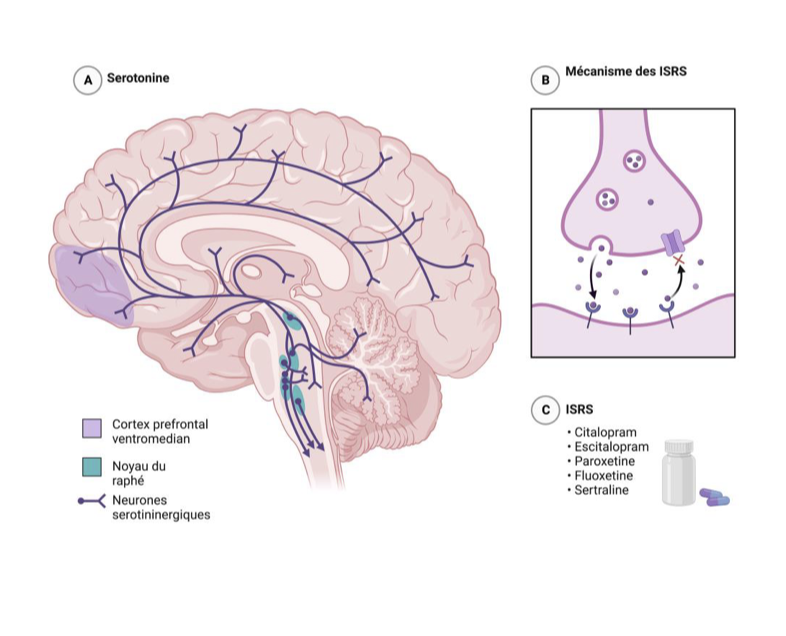 A Serotonine
Cortex prefrontal
ventromedian
Noyau du
raphé
Neurones
serotininergiques
B Mécanisme des ISRS
C ISRS
• Citalopram
• Escitalopram
• Paroxetine
• Fluoxetine
• Sertraline